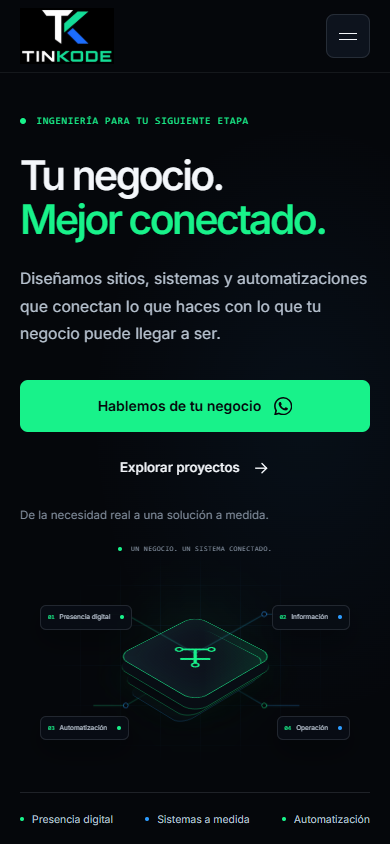 TINKODE
INGENIERÍA PARA TU SIGUIENTE ETAPA
Tu negocio.
Mejor conectado.
Diseñamos sitios, sistemas y automatizaciones
que conectan lo que haces con lo que tu
negocio puede llegar a ser.
Hablemos de tu negocio
Explorar proyectos →
De la necesidad real a una solución a medida.
UN NEGOCIO. UN SISTEMA CONECTADO.
01 Presencia digital
02 Información
03 Automatización
04 Operación
Presencia digital
Sistemas a medida
Automatización